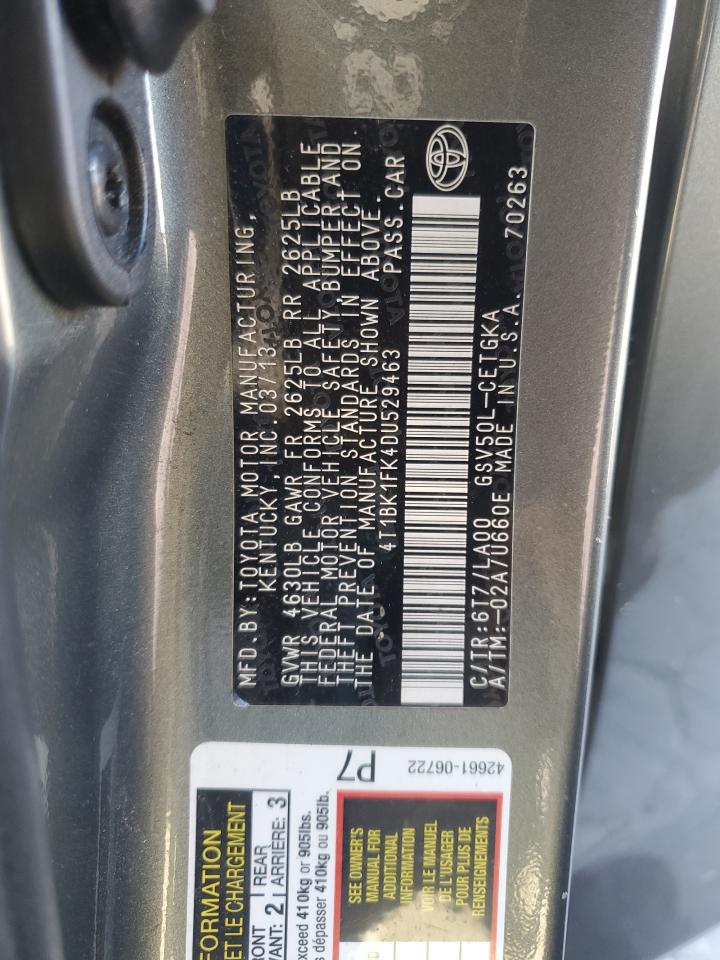 MFD.BY:TOYOTA MOTOR MANUFACTURING,
KENTUCKY,INC.03/13
GVWR 4630LB GAWR FR 2625LB RR 2625LB
THIS VEHICLE CONFORMS TO ALL APPLICABLE
FEDERAL MOTOR VEHICLE SAFETY,BUMPER,AND
THEFT PREVENTION STANDARDS IN EFFECT ON
THE DATE OF MANUFACTURE SHOWN ABOVE.
4T1BK1FK4DU529463 PASS.CAR
C/TR:6T7/LA00 GSV50L-CETGKA
A/TM:-02A/U660E MADE IN U.S.A. 70263
FORMATION
ET LE CHARGEMENT
RONT
VANT: 2
REAR
ARRIÈRE: 3
exceed 410kg or 905lbs.
s dépasser 410kg ou 905lb.
P7
42661-06722
SEE OWNER'S
MANUAL FOR
ADDITIONAL
INFORMATION
VOIR LE MANUEL
DE L'USAGER
POUR PLUS DE
RENSEIGNEMENTS